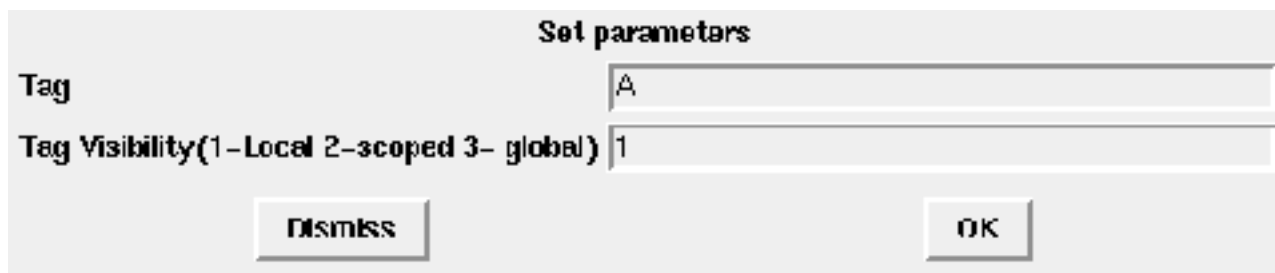 Set parameters
Tag A
Tag Visibility(1-Local 2-scoped 3- global) 1
Dismiss OK